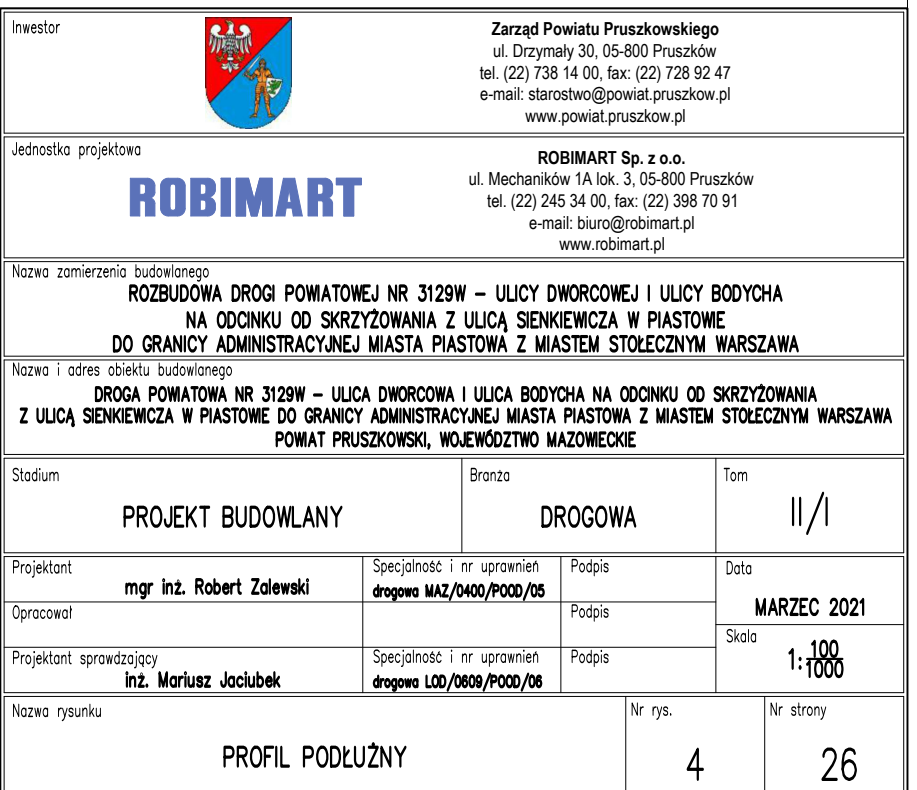 Inwestor
Zarząd Powiatu Pruszkowskiego
ul. Drzymały 30, 05-800 Pruszków
tel. (22) 738 14 00, fax: (22) 728 92 47
e-mail: starostwo@powiat.pruszkow.pl
www.powiat.pruszkow.pl
Jednostka projektowa
ROBIMART
ROBIMART Sp. z o.o.
ul. Mechaników 1A lok. 3, 05-800 Pruszków
tel. (22) 245 34 00, fax: (22) 398 70 91
e-mail: biuro@robimart.pl
www.robimart.pl
Nazwa zamierzenia budowlanego
ROZBUDOWA DROGI POWIATOWEJ NR 3129W – ULICY DWORCOWEJ I ULICY BODYCHA
NA ODCINKU OD SKRZYŻOWANIA Z ULICĄ SIENKIEWICZA W PIASTOWIE
DO GRANICY ADMINISTRACYJNEJ MIASTA PIASTOWA Z MIASTEM STOŁECZNYM WARSZAWA
Nazwa i adres obiektu budowlanego
DROGA POWIATOWA NR 3129W – ULICA DWORCOWA I ULICA BODYCHA NA ODCINKU OD SKRZYŻOWANIA
Z ULICĄ SIENKIEWICZA W PIASTOWIE DO GRANICY ADMINISTRACYJNEJ MIASTA PIASTOWA Z MIASTEM STOŁECZNYM WARSZAWA
POWIAT PRUSZKOWSKI, WOJEWÓDZTWO MAZOWIECKIE
Stadium
PROJEKT BUDOWLANY
Branża
DROGOWA
Tom
II/I
Projektant
mgr inż. Robert Zalewski
Specjalność i nr uprawnień
drogowa MAZ/0400/POOD/05
Podpis
Data
MARZEC 2021
Opracował
Podpis
Skala
1:100/1000
Projektant sprawdzający
inż. Mariusz Jaciubek
Specjalność i nr uprawnień
drogowa LOD/0609/POOD/06
Podpis
Nazwa rysunku
PROFIL PODŁUŻNY
Nr rys.
4
Nr strony
26